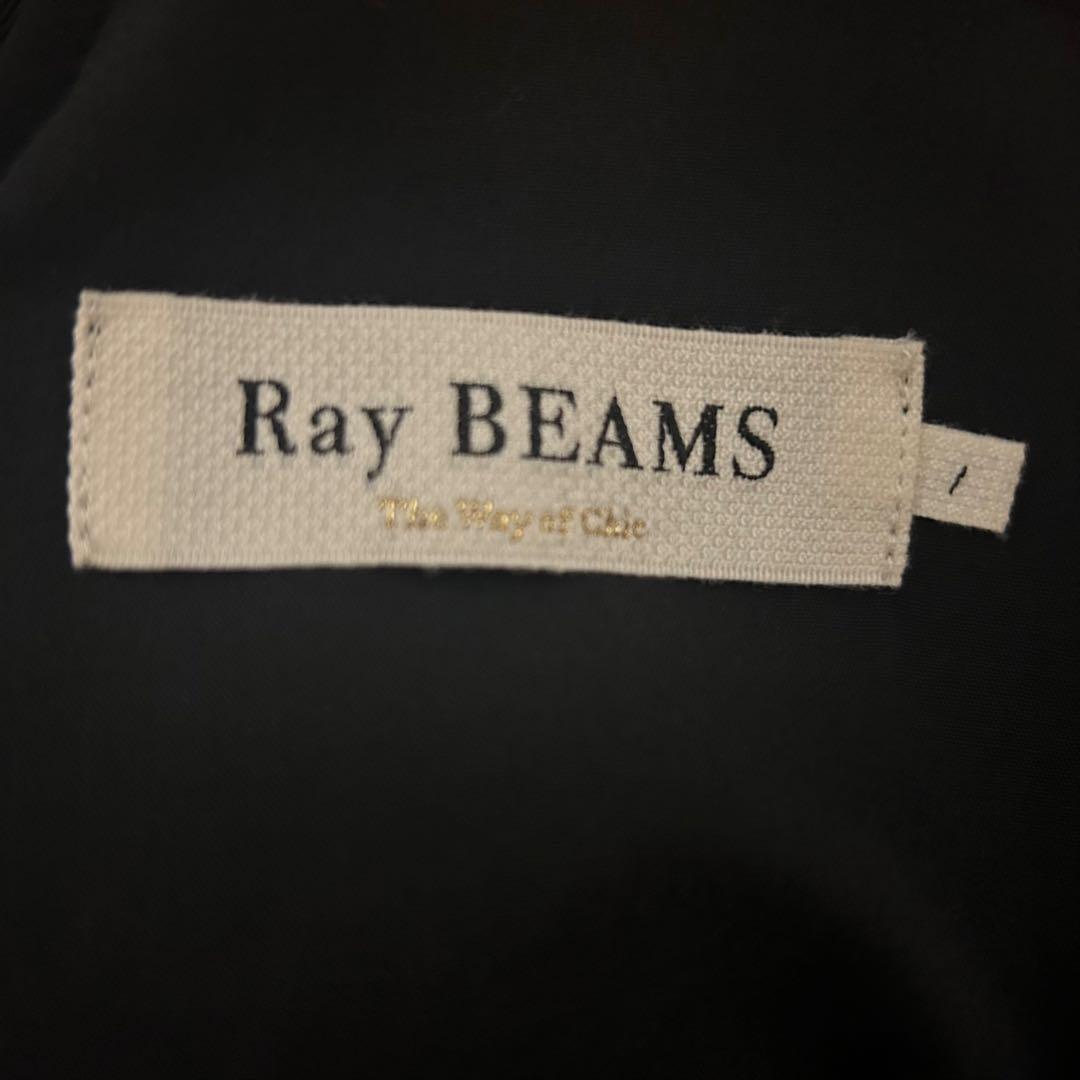 Ray BEAMS
The Way of Chic
1